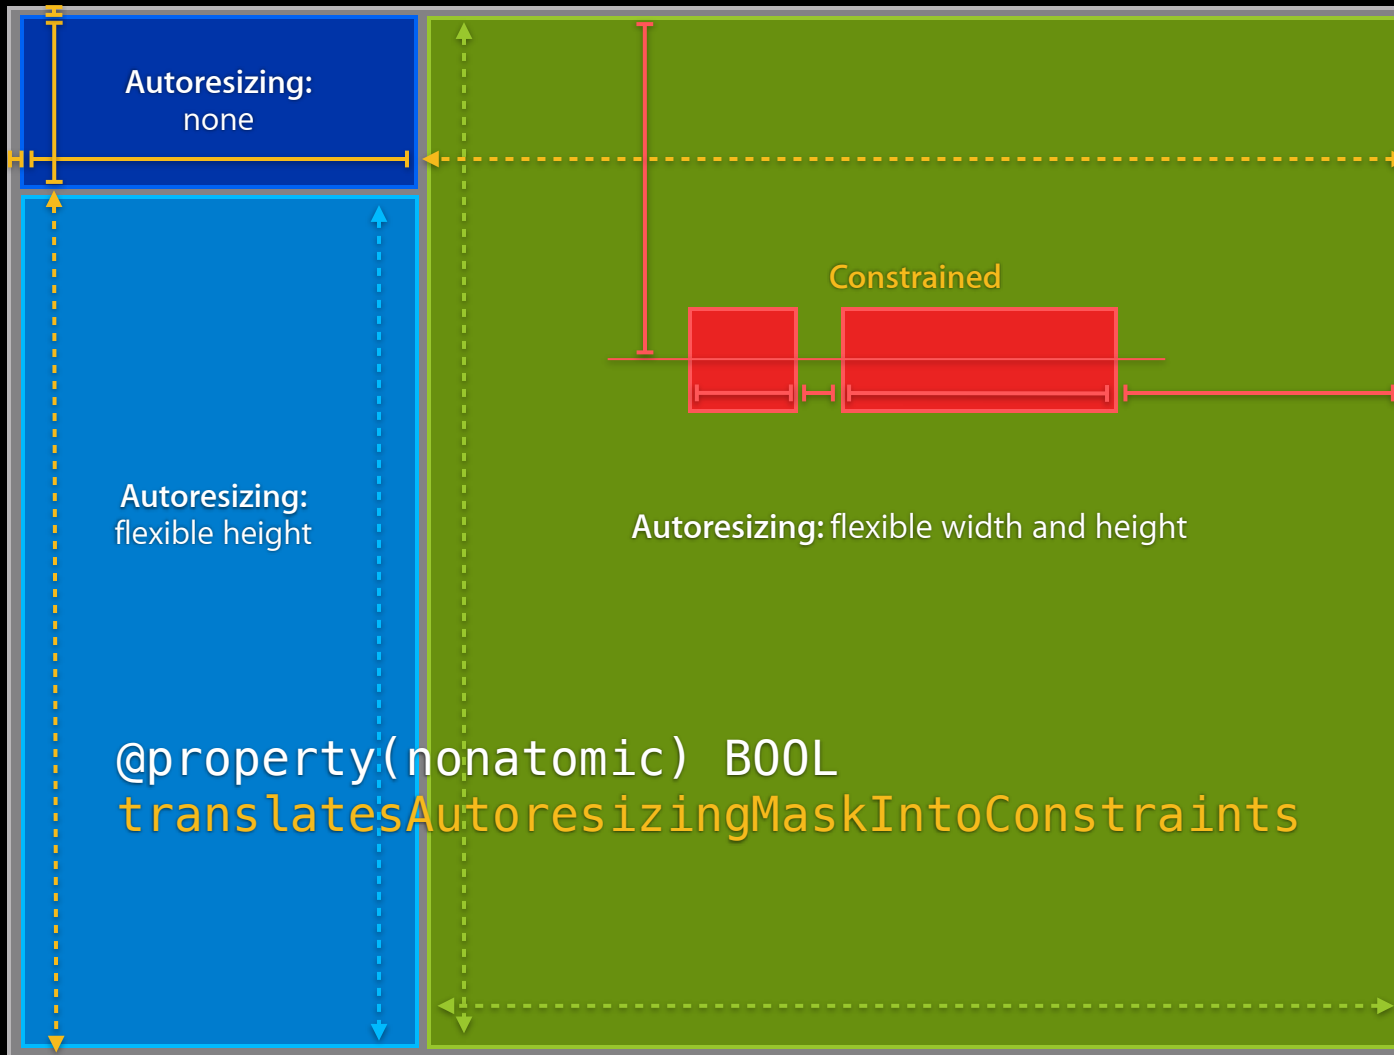 Autoresizing:
none
Constrained
Autoresizing:
flexible height
Autoresizing: flexible width and height
@property(nonatomic) BOOL
translatesAutoresizingMaskIntoConstraints